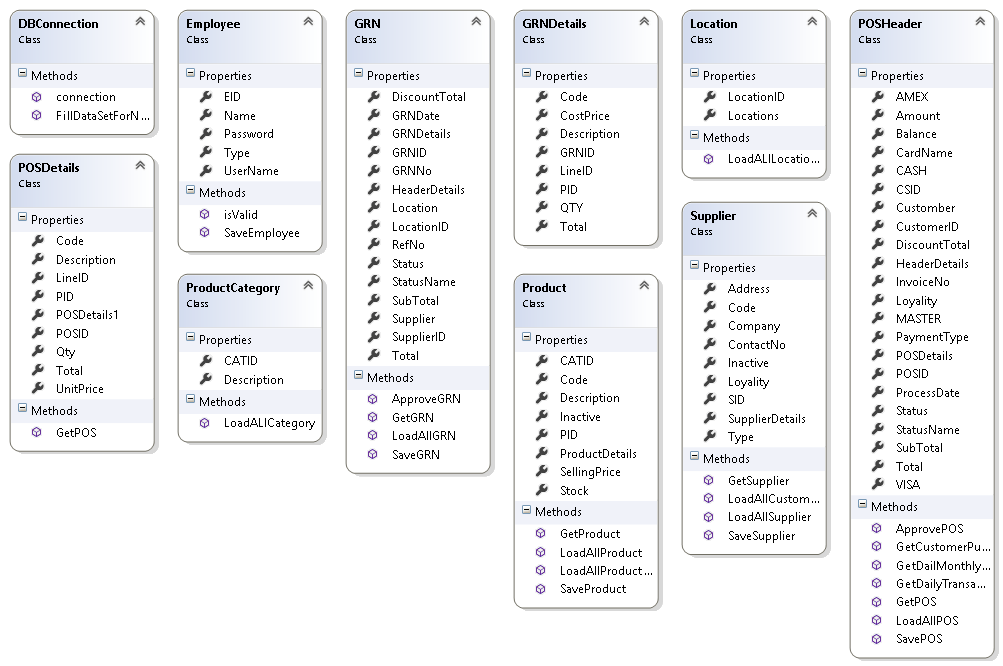 DBConnection
Class
Methods
connection
FillDataSetForN...
POSDetails
Class
Properties
Code
Description
LineID
PID
POSDetails1
POSID
Qty
Total
UnitPrice
Methods
GetPOS
Employee
Class
Properties
EID
Name
Password
Type
UserName
Methods
isValid
SaveEmployee
ProductCategory
Class
Properties
CATID
Description
Methods
LoadALlCategory
GRN
Class
Properties
DiscountTotal
GRNDate
GRNDetails
GRNID
GRNNo
HeaderDetails
Location
LocationID
RefNo
Status
StatusName
SubTotal
Supplier
SupplierID
Total
Methods
ApproveGRN
GetGRN
LoadAllGRN
SaveGRN
GRNDetails
Class
Properties
Code
CostPrice
Description
GRNID
LineID
PID
QTY
Total
Product
Class
Properties
CATID
Code
Description
Inactive
PID
ProductDetails
SellingPrice
Stock
Methods
GetProduct
LoadAllProduct
LoadAllProduct...
SaveProduct
Location
Class
Properties
LocationID
Locations
Methods
LoadALlLocatio...
Supplier
Class
Properties
Address
Code
Company
ContactNo
Inactive
Loyality
SID
SupplierDetails
Type
Methods
GetSupplier
LoadAllCustom...
LoadAllSupplier
SaveSupplier
POSHeader
Class
Properties
AMEX
Amount
Balance
CardName
CASH
CSID
Customber
CustomerID
DiscountTotal
HeaderDetails
InvoiceNo
Loyality
MASTER
PaymentType
POSDetails
POSID
ProcessDate
Status
StatusName
SubTotal
Total
VISA
Methods
ApprovePOS
GetCustomerPu...
GetDailMonthly...
GetDailyTransa...
GetPOS
LoadAllPOS
SavePOS